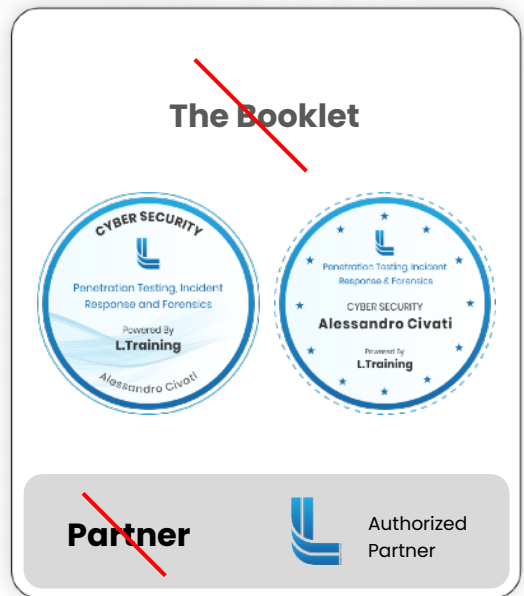 The Booklet
CYBER SECURITY
Penetration Testing, Incident
Response and Forensics
Powered By
L.Training
Alessandro Civati
Penetration Testing, Incident
Response & Forensics
CYBER SECURITY
Alessandro Civati
Powered By
L.Training
Partner
Authorized
Partner